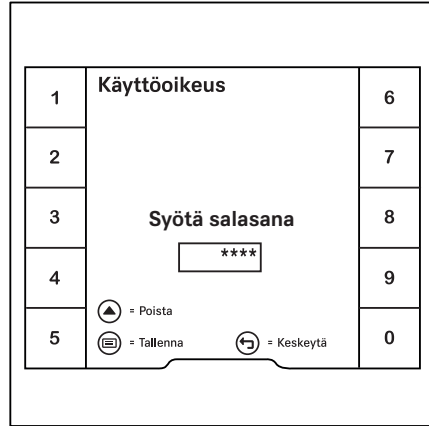 Käyttöoikeus
1
6
2
7
3
Syötä salasana
8
****
4
9
= Poista
5
= Tallenna
= Keskeytä
0